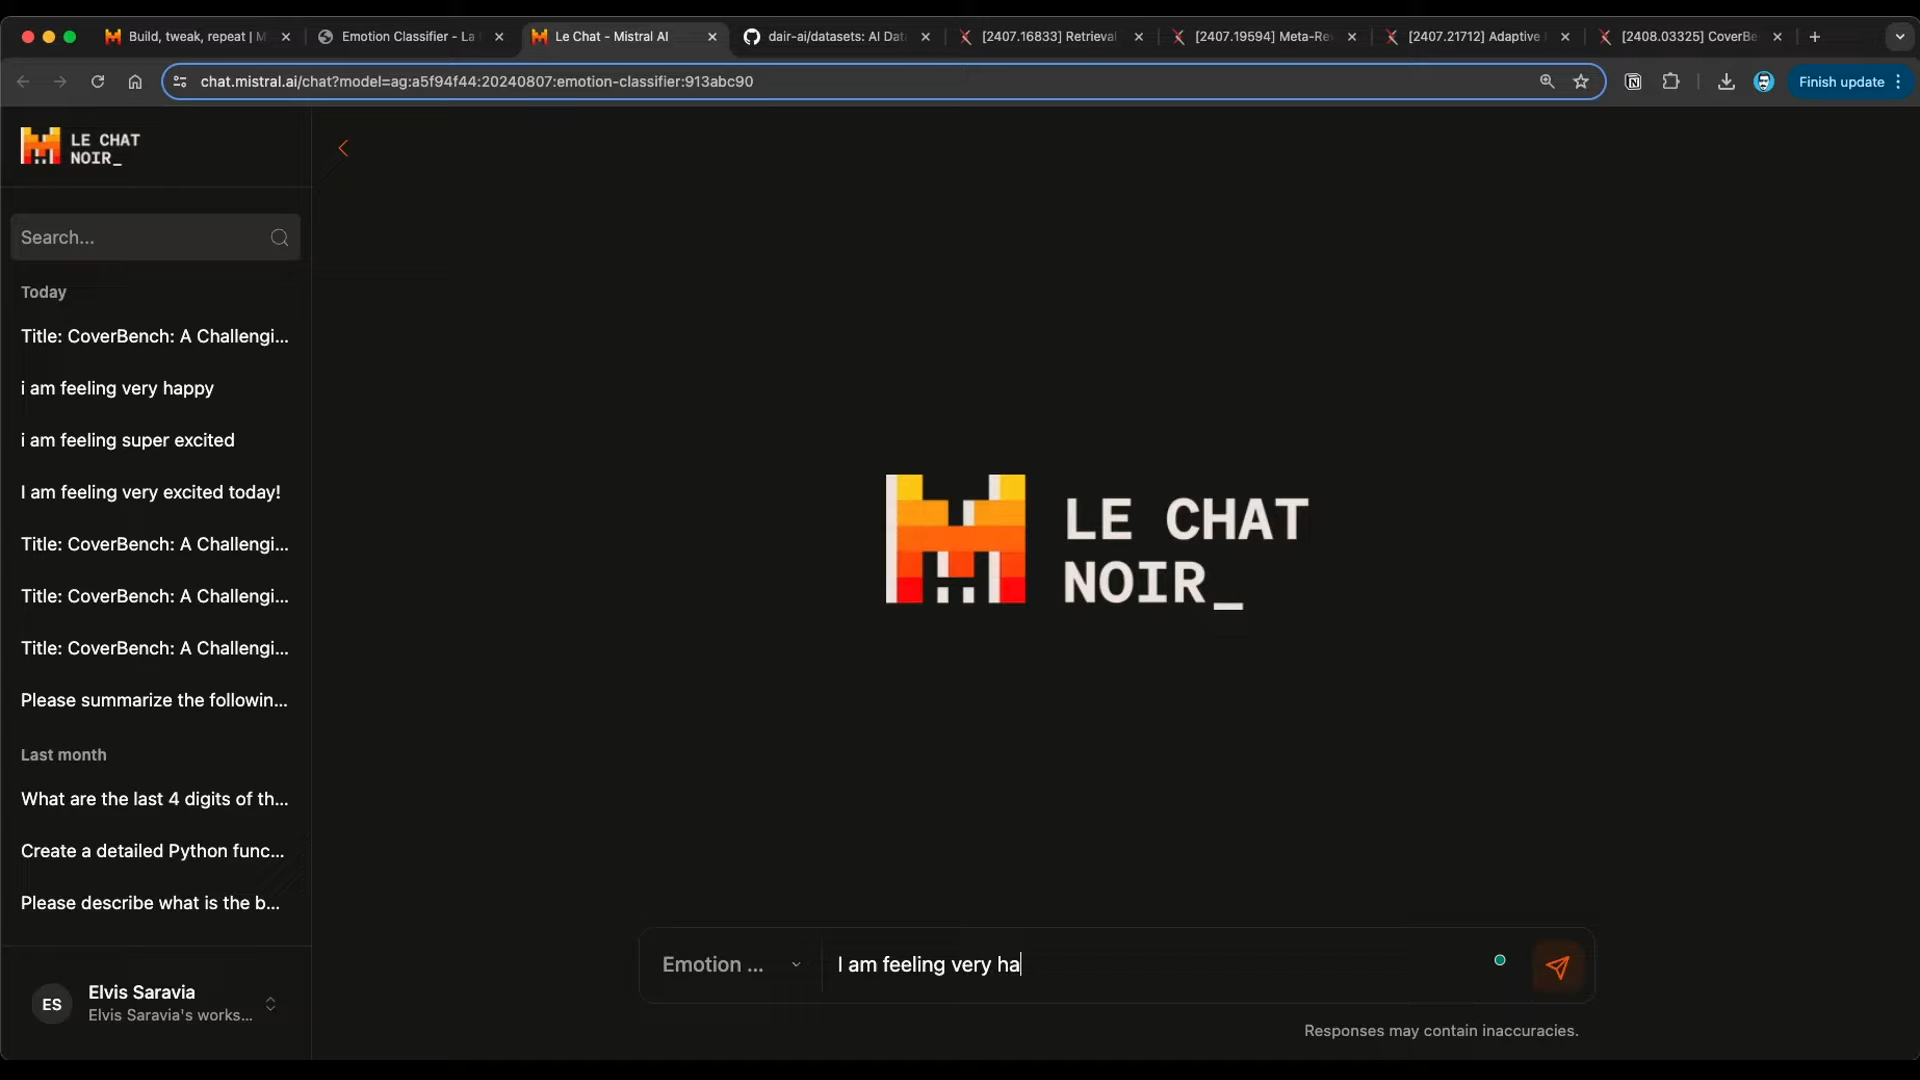 Build, tweak, repeat | M
Emotion Classifier - La
Le Chat - Mistral AI
dair-ai/datasets: AI Dat
[2407.16833] Retrieval
[2407.19594] Meta-Re
[2407.21712] Adaptive
[2408.03325] CoverBe
chat.mistral.ai/chat?model=ag:a5f94f44:20240807:emotion-classifier:913abc90
Finish update
LE CHAT
NOIR_
Search...
Today
Title: CoverBench: A Challengi...
i am feeling very happy
i am feeling super excited
I am feeling very excited today!
Title: CoverBench: A Challengi...
Title: CoverBench: A Challengi...
Title: CoverBench: A Challengi...
Please summarize the followin...
Last month
What are the last 4 digits of th...
Create a detailed Python func...
Please describe what is the b...
ES
Elvis Saravia
Elvis Saravia's works...
LE CHAT
NOIR_
Emotion ...
I am feeling very ha
Responses may contain inaccuracies.